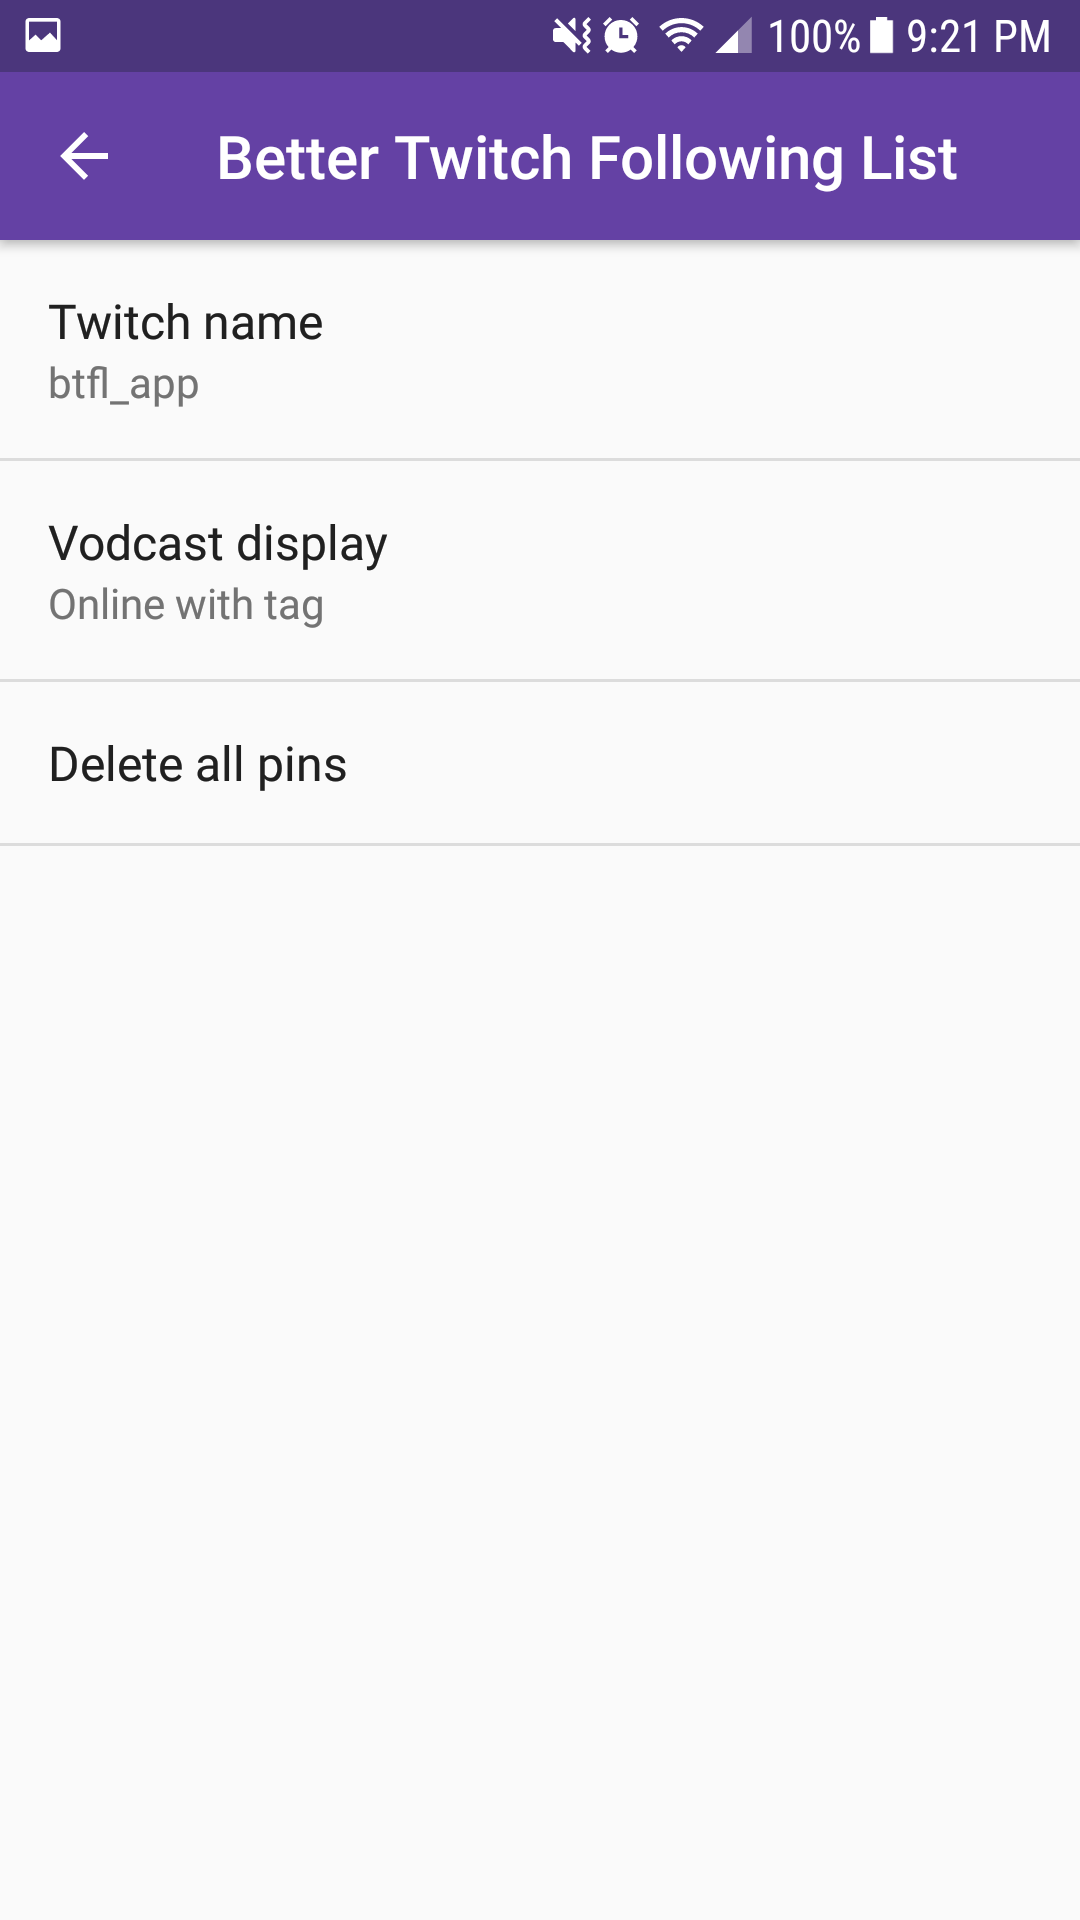 100% 9:21 PM
Better Twitch Following List
Twitch name
btfl_app
Vodcast display
Online with tag
Delete all pins